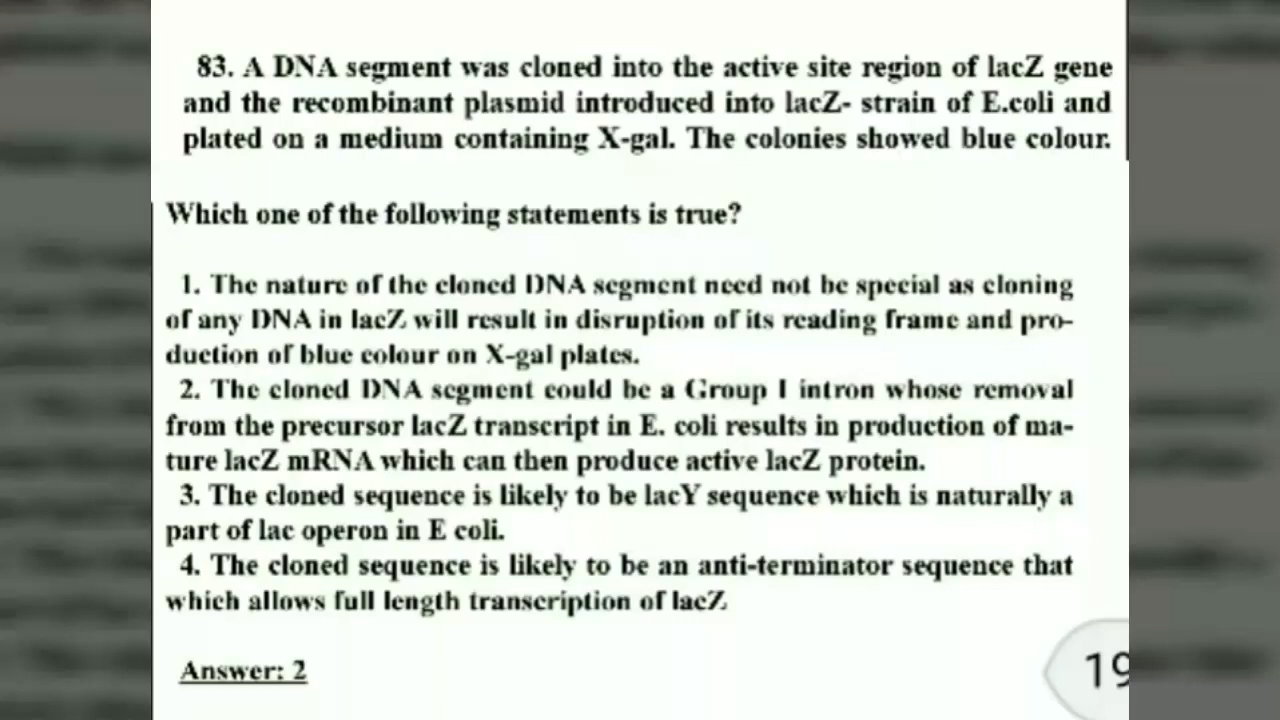 83. A DNA segment was cloned into the active site region of lacZ gene
and the recombinant plasmid introduced into lacZ- strain of E.coli and
plated on a medium containing X-gal. The colonies showed blue colour.
Which one of the following statements is true?
1. The nature of the cloned DNA segment need not be special as cloning
of any DNA in lacZ will result in disruption of its reading frame and pro-
duction of blue colour on X-gal plates.
2. The cloned DNA segment could be a Group I intron whose removal
from the precursor lacZ transcript in E. coli results in production of ma-
ture lacZ mRNA which can then produce active lacZ protein.
3. The cloned sequence is likely to be lacY sequence which is naturally a
part of lac operon in E coli.
4. The cloned sequence is likely to be an anti-terminator sequence that
which allows full length transcription of lacZ
Answer: 2
19